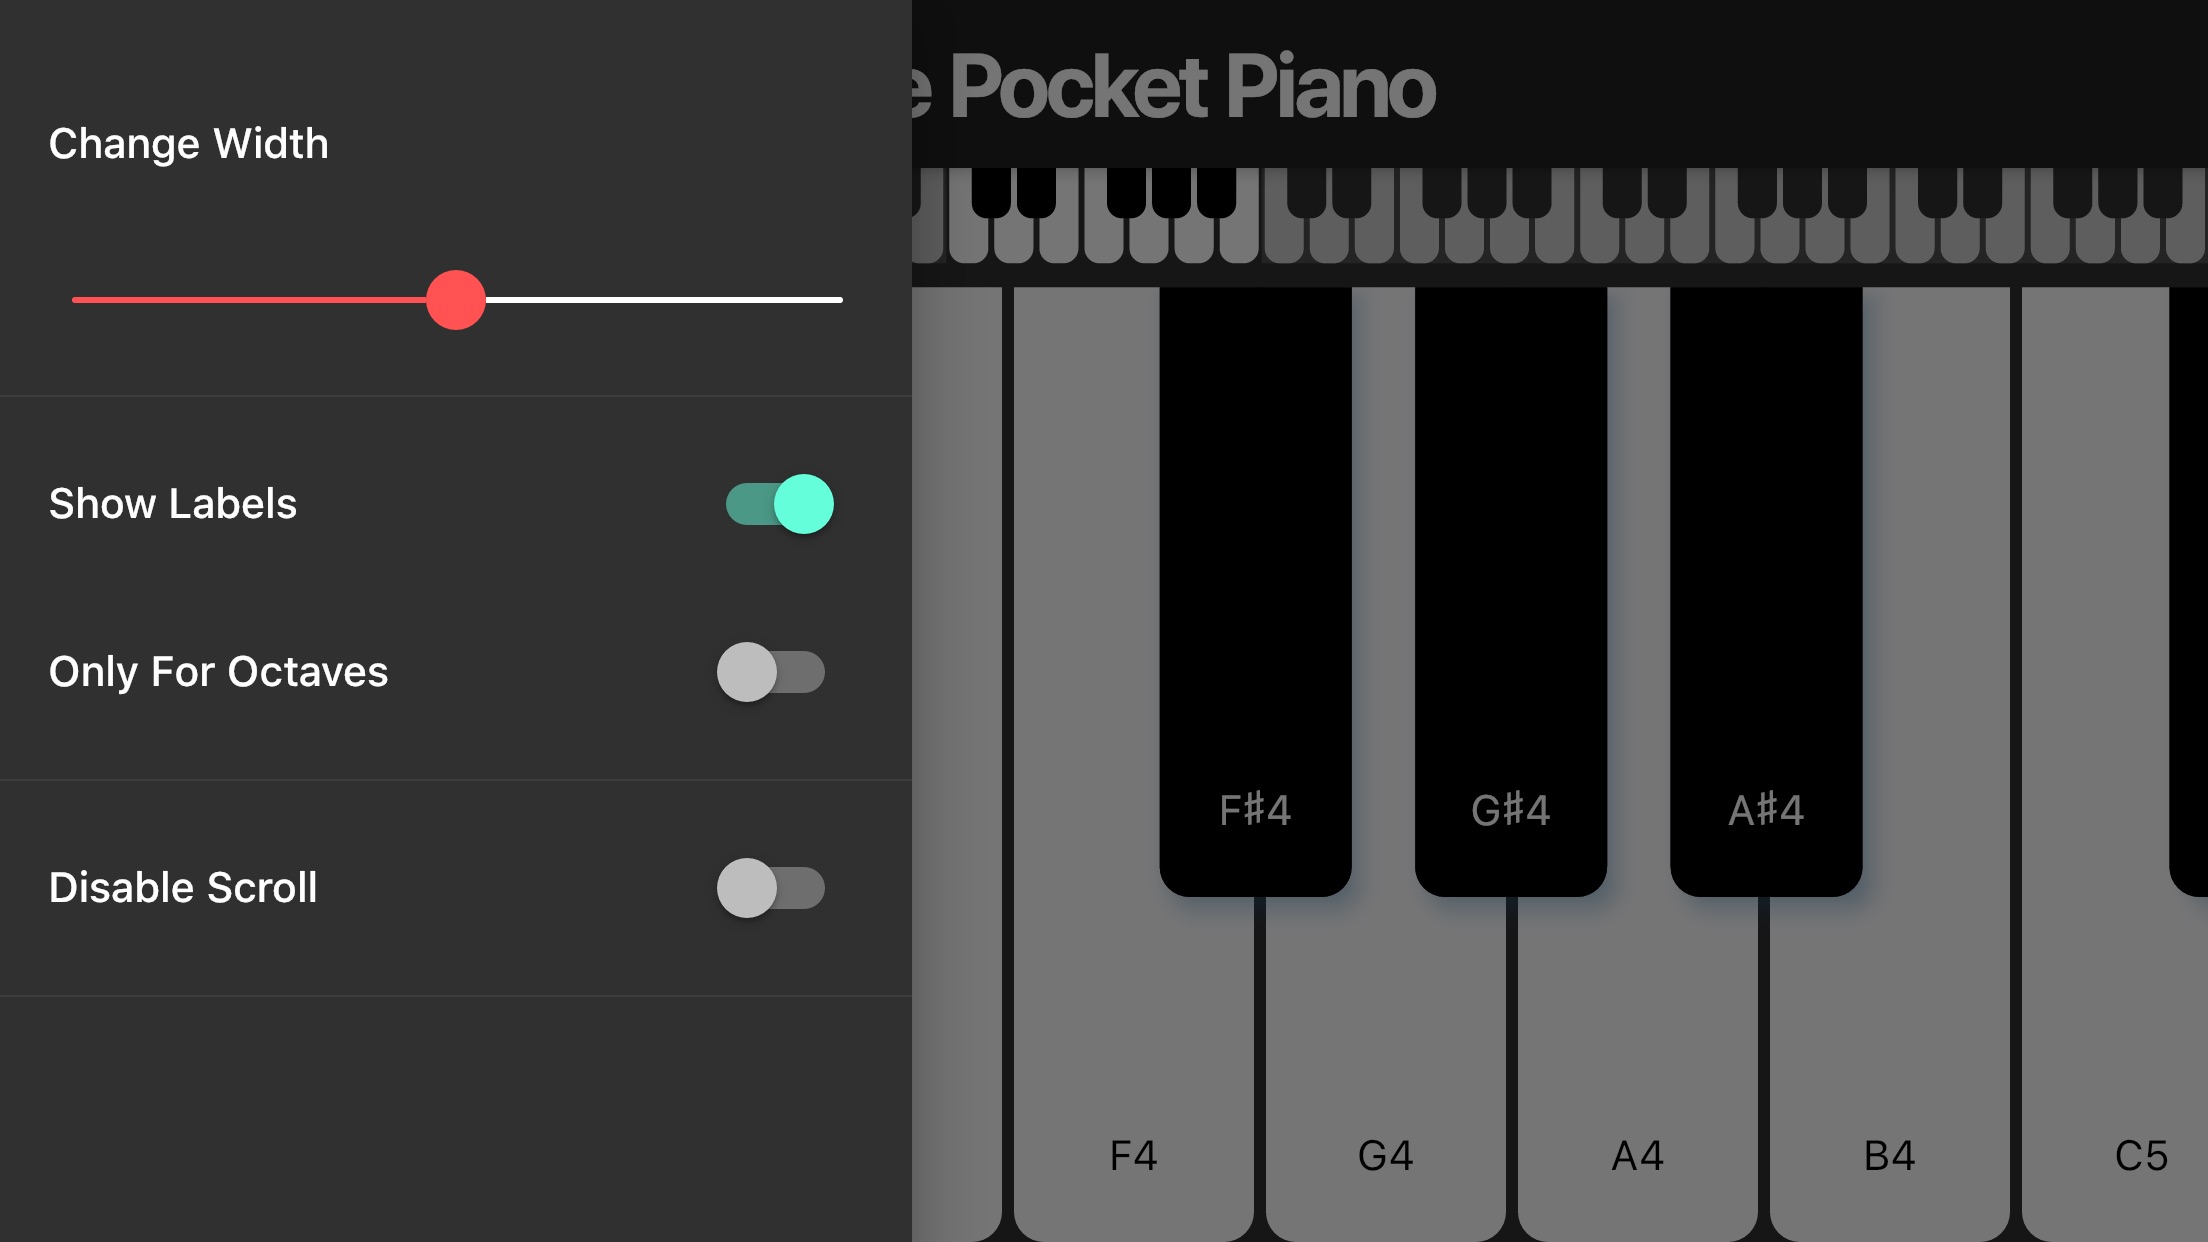 Change Width
Show Labels
Only For Octaves
Disable Scroll
e Pocket Piano
F♯4 G♯4 A♯4
F4 G4 A4 B4 C5